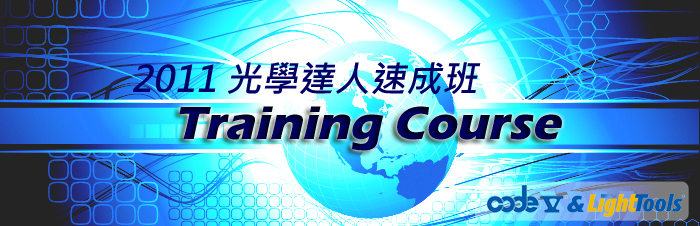 2011 光學達人速成班
Training Course
code V & LightTools